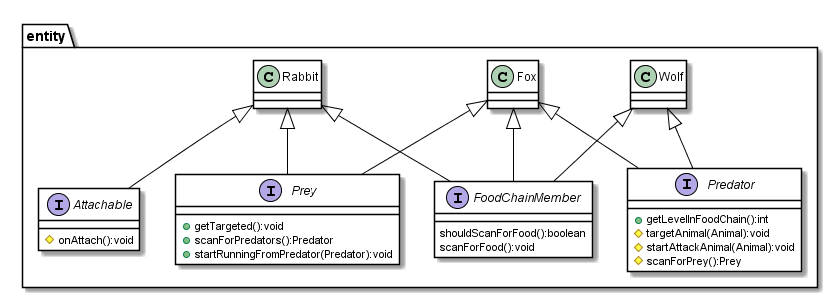 entity
C Rabbit
C Fox
C Wolf
I Attachable
onAttach():void
I Prey
getTargeted():void
scanForPredators():Predator
startRunningFromPredator(Predator):void
I FoodChainMember
shouldScanForFood():boolean
scanForFood():void
I Predator
getLevelInFoodChain():int
targetAnimal(Animal):void
startAttackAnimal(Animal):void
scanForPrey():Prey